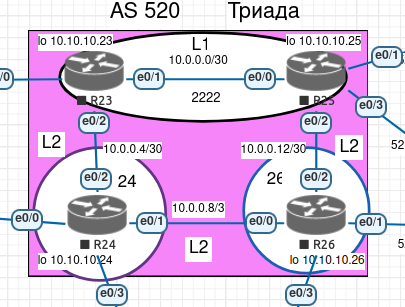 AS 520 Триада
lo 10.10.10.23 L1 lo 10.10.10.25
10.0.0.0/30
e0/1
/0 e0/1 e0/0
e0/3
R23 2222 R25
e0/2 e0/2
52
L2 10.0.0.4/30 10.0.0.12/30 L2
e0/2 24 26 e0/2
10.0.0.8/3
e0/0 e0/1 e0/0 e0/1
R24 L2 R26
5
lo 10.10.10.24 lo 10.10.10.26
e0/3 e0/3